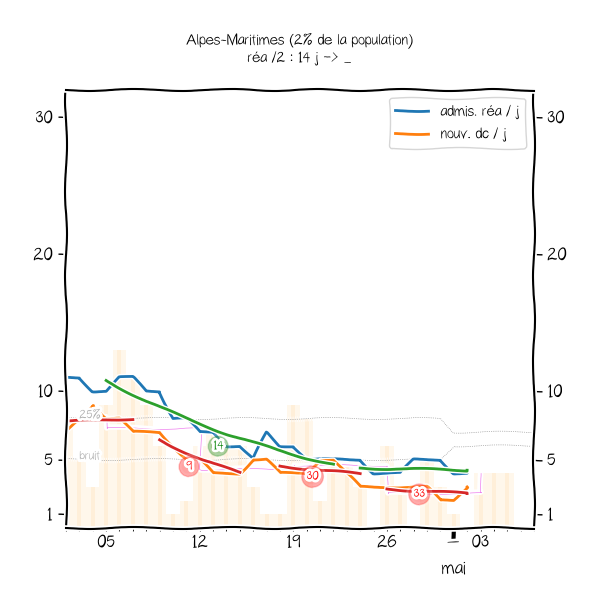 Alpes-Maritimes (2% de la population)
réa /2 : 14 j -> _
admis. réa / j
nouv. dc / j
30 30
20 20
10 10
25%
14
bruit
5 5
9
30
33
1 1
05 12 19 26 03
mai